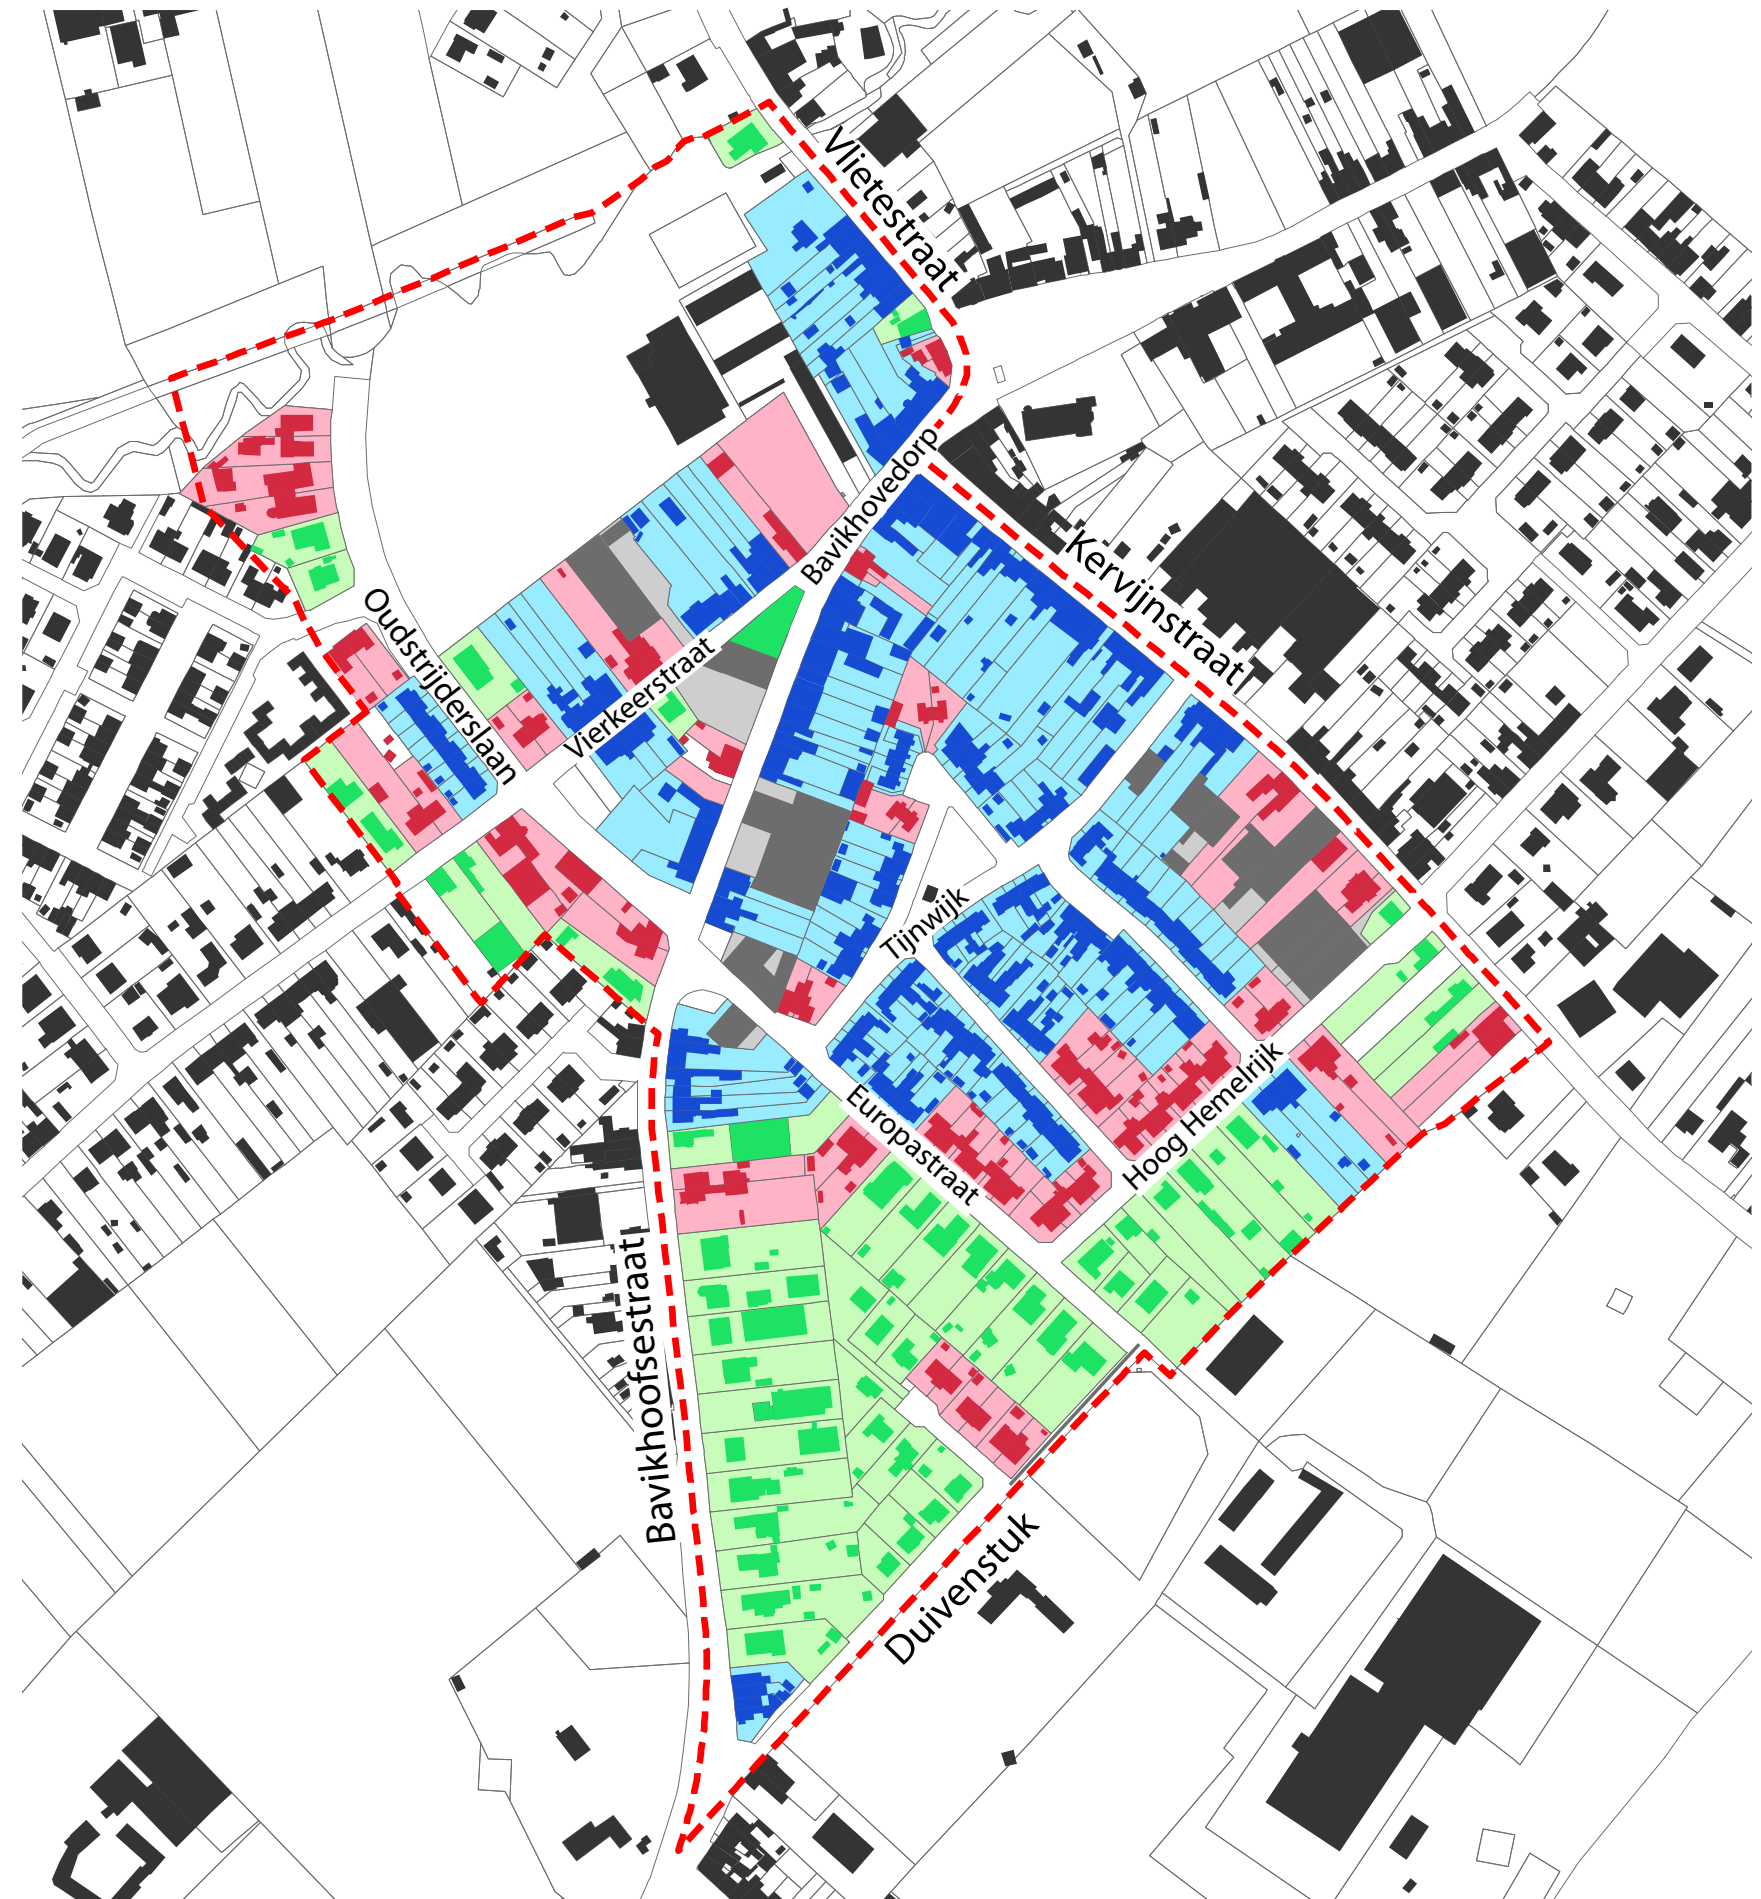 Vlietestraat
Bavikhovedorp
Kervijnstraat
Oudstrijderslaan
Vierkeerstraat
Tijnwijk
Europastraat
Hoog Hemelrijk
Bavikhoofsestraat
Duivenstuk